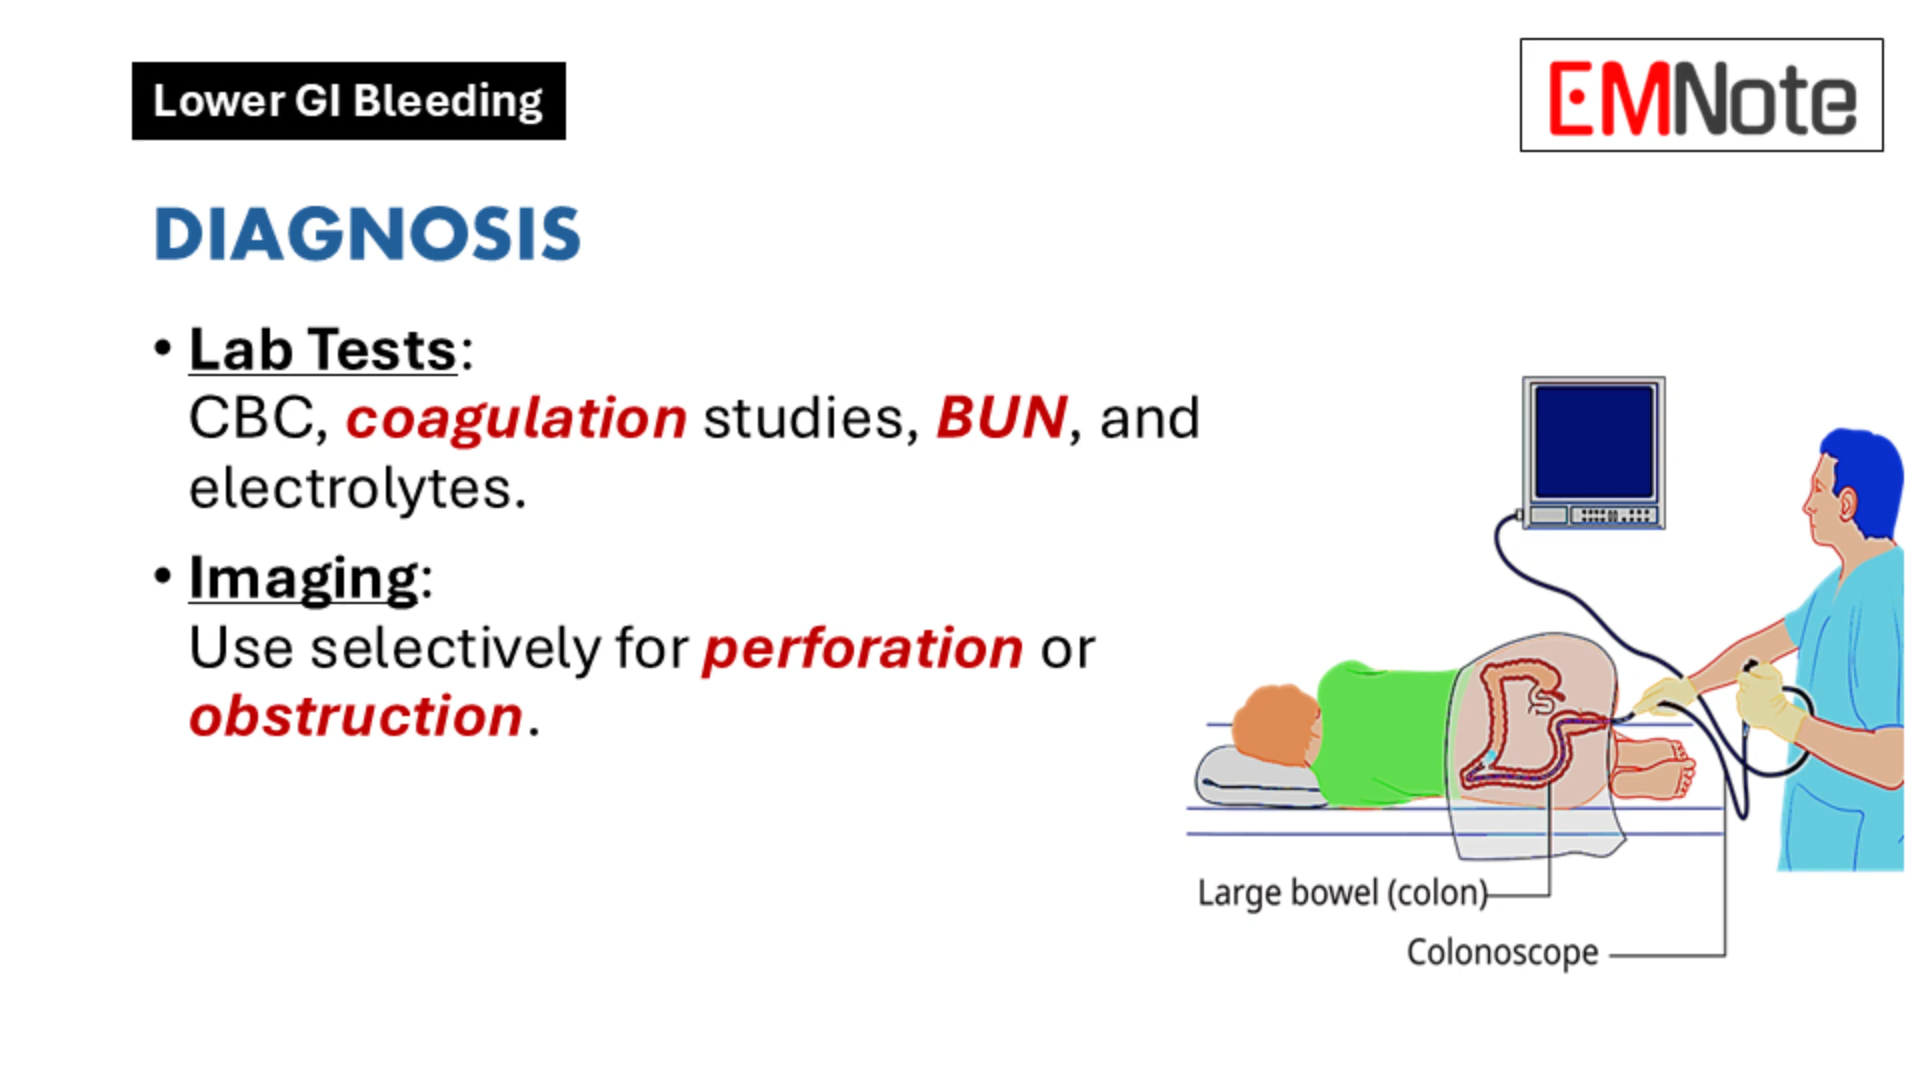 Lower GI Bleeding
EMNote
DIAGNOSIS
• Lab Tests:
CBC, coagulation studies, BUN, and
electrolytes.
• Imaging:
Use selectively for perforation or
obstruction.
Large bowel (colon)
Colonoscope